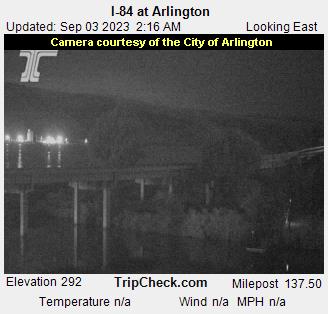 I-84 at Arlington
Updated: Sep 03 2023 2:16 AM Looking East
Camera courtesy of the City of Arlington
Elevation 292 TripCheck.com Milepost 137.50
Temperature n/a Wind n/a MPH n/a